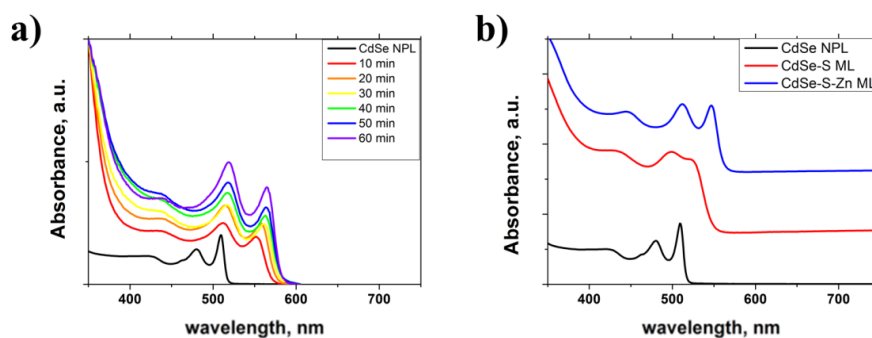 a)
CdSe NPL
10 min
20 min
30 min
40 min
50 min
60 min
Absorbance, a.u.
400 500 600 700
wavelength, nm
b)
CdSe NPL
CdSe-S ML
CdSe-S-Zn ML
Absorbance, a.u.
400 500 600 700
wavelength, nm